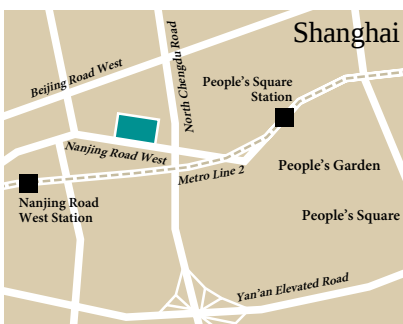 Shanghai
North Chengdu Road
Beijing Road West
People's Square
Station
Nanjing Road West
Metro Line 2
People's Garden
Nanjing Road
West Station
People's Square
Yan'an Elevated Road